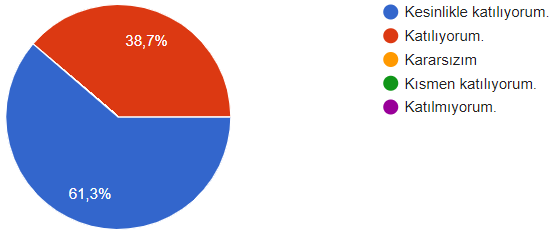 38,7%
61,3%
Kesinlikle katılıyorum.
Katılıyorum.
Kararsızım
Kısmen katılıyorum.
Katılmıyorum.